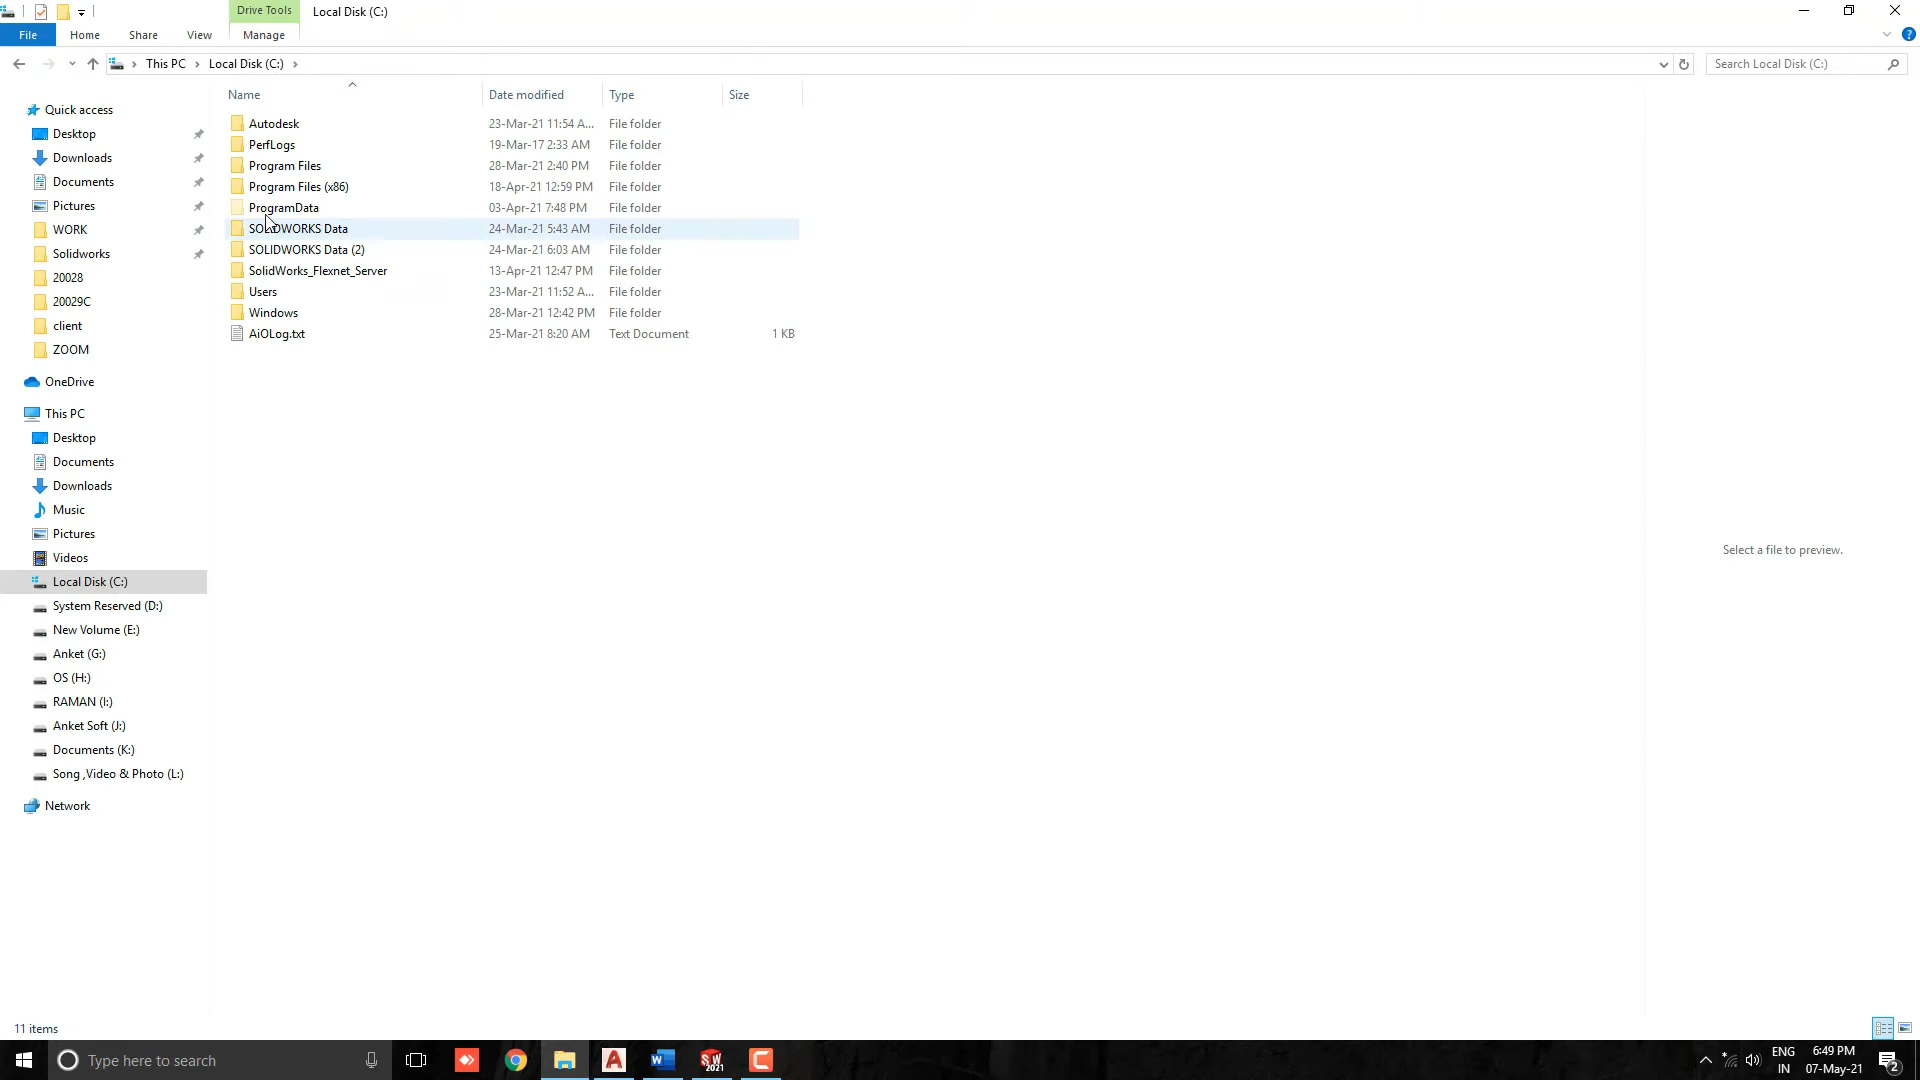 Drive Tools
Local Disk (C:)
File
Home
Share
View
Manage
This PC
Local Disk (C:)
Search Local Disk (C:)
Name
Date modified
Type
Size
Autodesk 23-Mar-21 11:54 A... File folder
PerfLogs 19-Mar-17 2:33 AM File folder
Program Files 28-Mar-21 2:40 PM File folder
Program Files (x86) 18-Apr-21 12:59 PM File folder
ProgramData 03-Apr-21 7:48 PM File folder
SOLIDWORKS Data 24-Mar-21 5:43 AM File folder
SOLIDWORKS Data (2) 24-Mar-21 6:03 AM File folder
SolidWorks_Flexnet_Server 13-Apr-21 12:47 PM File folder
Users 23-Mar-21 11:52 A... File folder
Windows 28-Mar-21 12:42 PM File folder
AiOLog.txt 25-Mar-21 8:20 AM Text Document 1 KB
Quick access
Desktop
Downloads
Documents
Pictures
WORK
Solidworks
20028
20029C
client
ZOOM
OneDrive
This PC
Desktop
Documents
Downloads
Music
Pictures
Videos
Local Disk (C:)
System Reserved (D:)
New Volume (E:)
Anket (G:)
OS (H:)
RAMAN (I:)
Anket Soft (J:)
Documents (K:)
Song ,Video & Photo (L:)
Network
Select a file to preview.
11 items
Type here to search
SW
2021
ENG
IN
6:49 PM
07-May-21
2